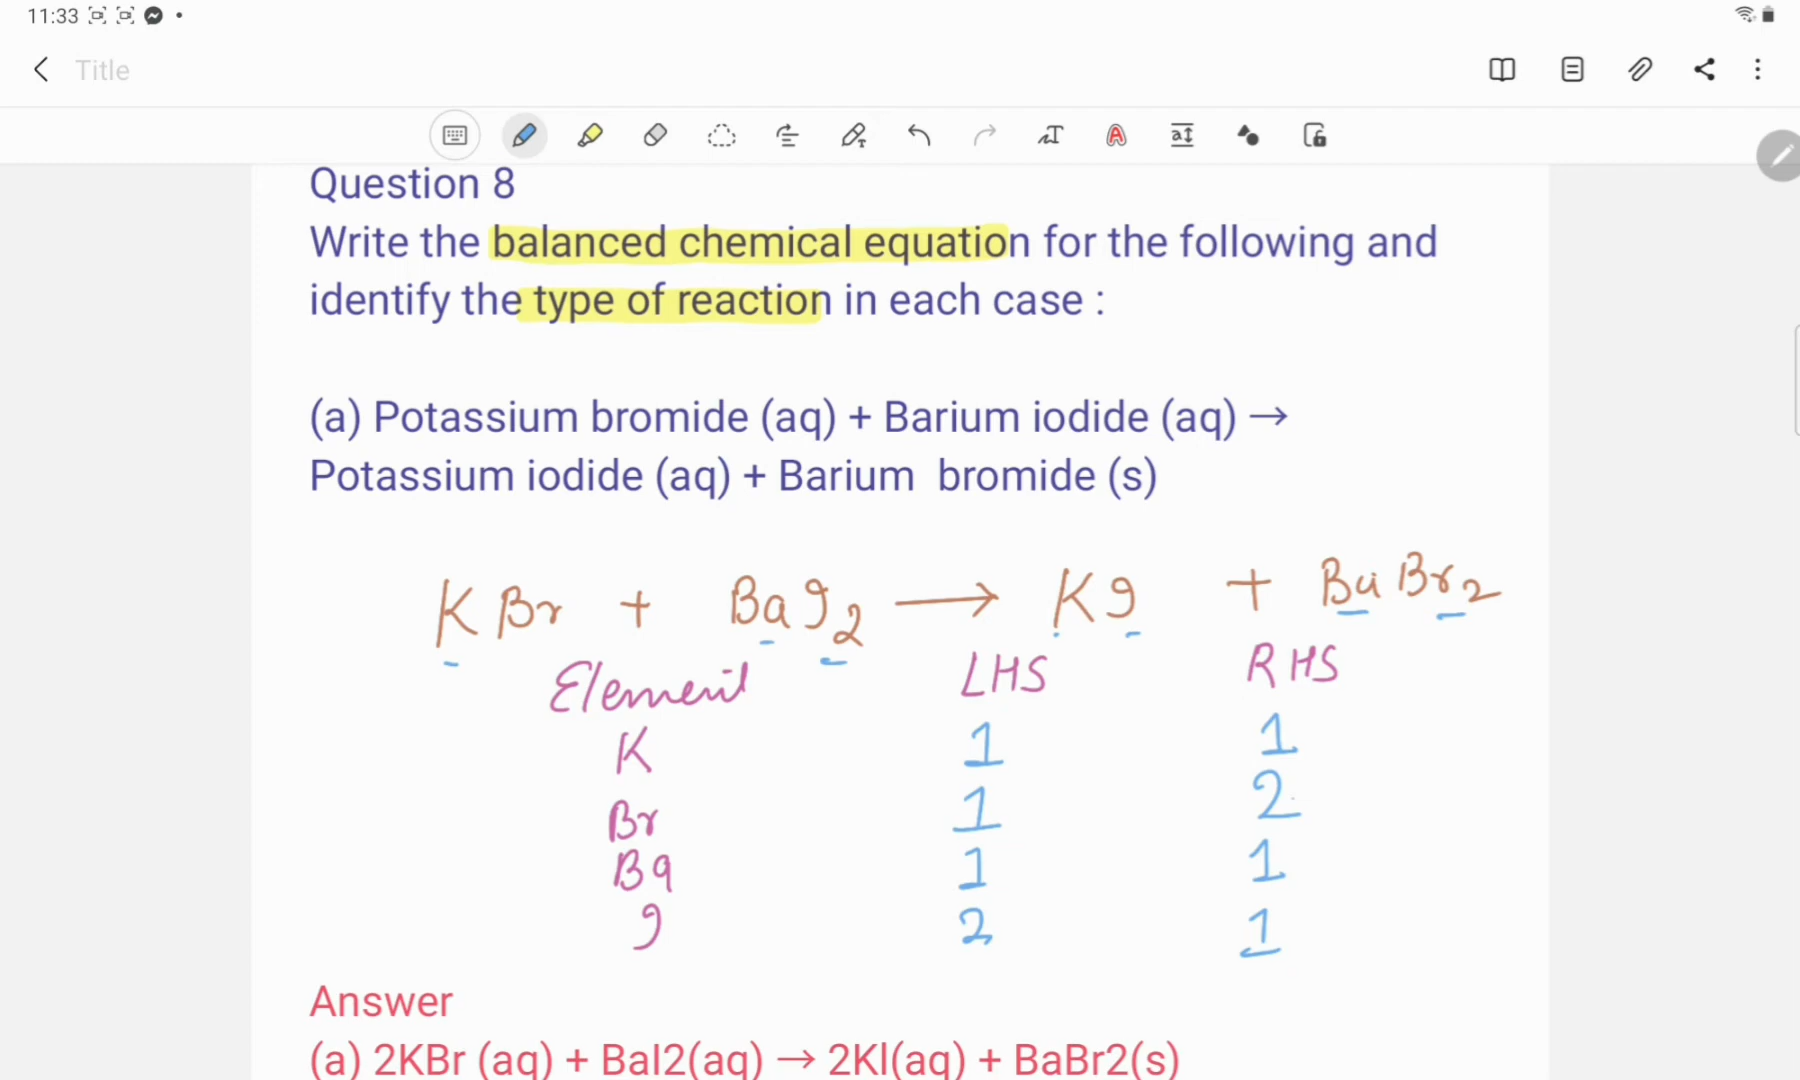 11:33
Title
Question 8
Write the balanced chemical equation for the following and
identify the type of reaction in each case :
(a) Potassium bromide (aq) + Barium iodide (aq) →
Potassium iodide (aq) + Barium bromide (s)
KBr + BaI2 → KI + BaBr2
Element LHS RHS
K 1 1
Br 1 2
Ba 1 1
I 2 1
Answer
(a) 2KBr (aq) + BaI2(aq) → 2KI(aq) + BaBr2(s)